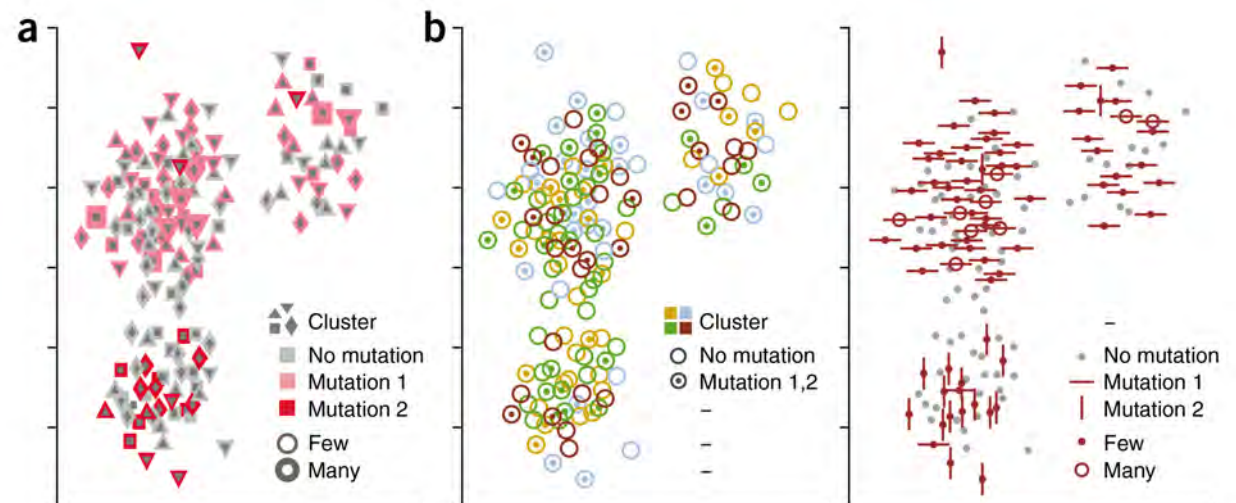 a
b
Cluster
No mutation
Mutation 1
Mutation 2
Few
Many
Cluster
No mutation
Mutation 1,2
–
–
–
–
No mutation
Mutation 1
Mutation 2
Few
Many